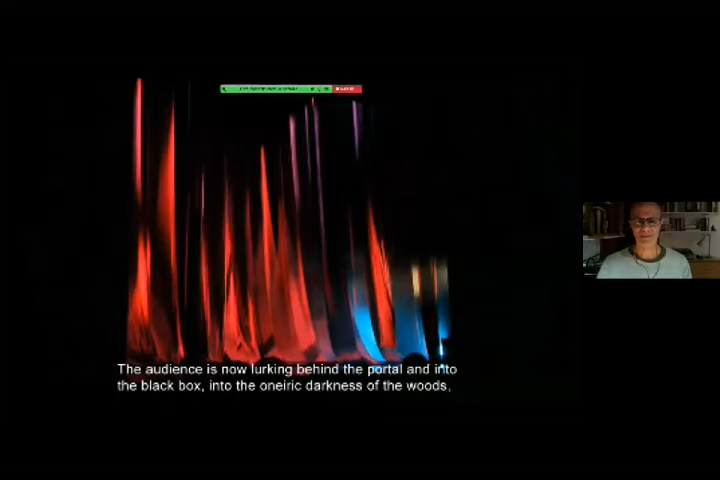 The audience is now lurking behind the portal and into
the black box, into the oneiric darkness of the woods,